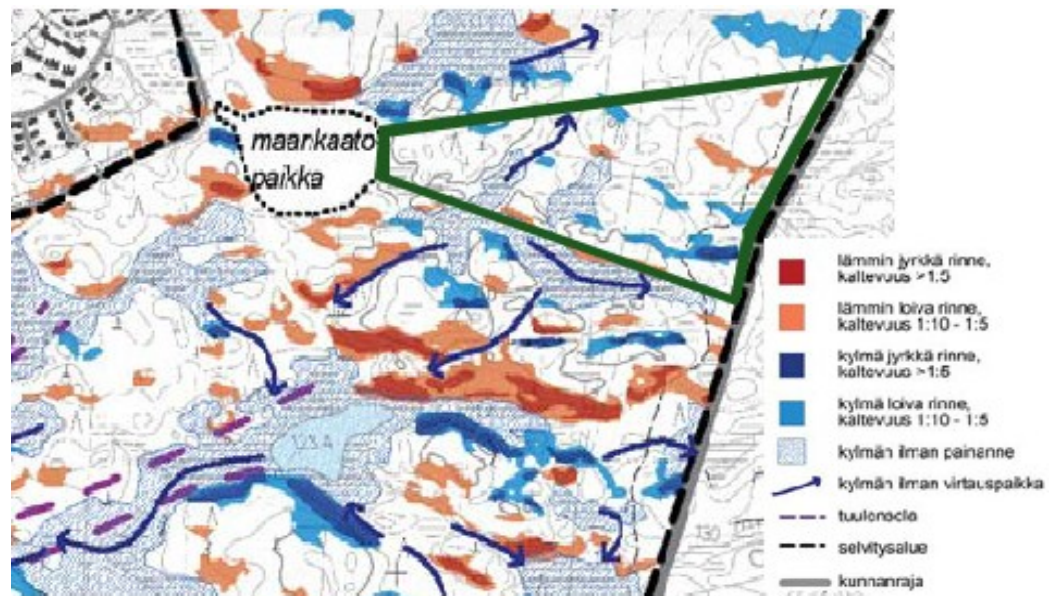 maankaato
paikka
lämmin jyrkkä rinne,
kaltevuus >1:5
lämmin loiva rinne,
kaltevuus 1:10 - 1:5
kylmä jyrkkä rinne,
kaltevuus >1:5
kylmä loiva rinne,
kaltevuus 1:10 - 1:5
kylmän ilman painanne
kylmän ilman virtauspaikka
tuulensola
selvitysalue
kunnanraja